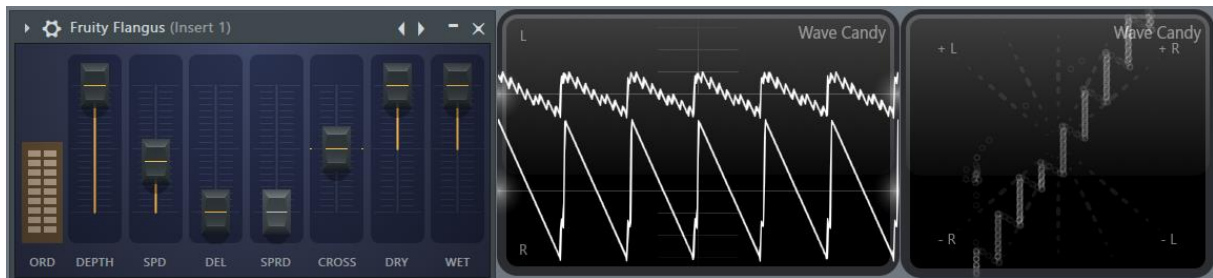 Fruity Flangus (Insert 1)
ORD DEPTH SPD DEL SPRD CROSS DRY WET
L
Wave Candy
R
Wave Candy
+ L
+ R
- R
- L